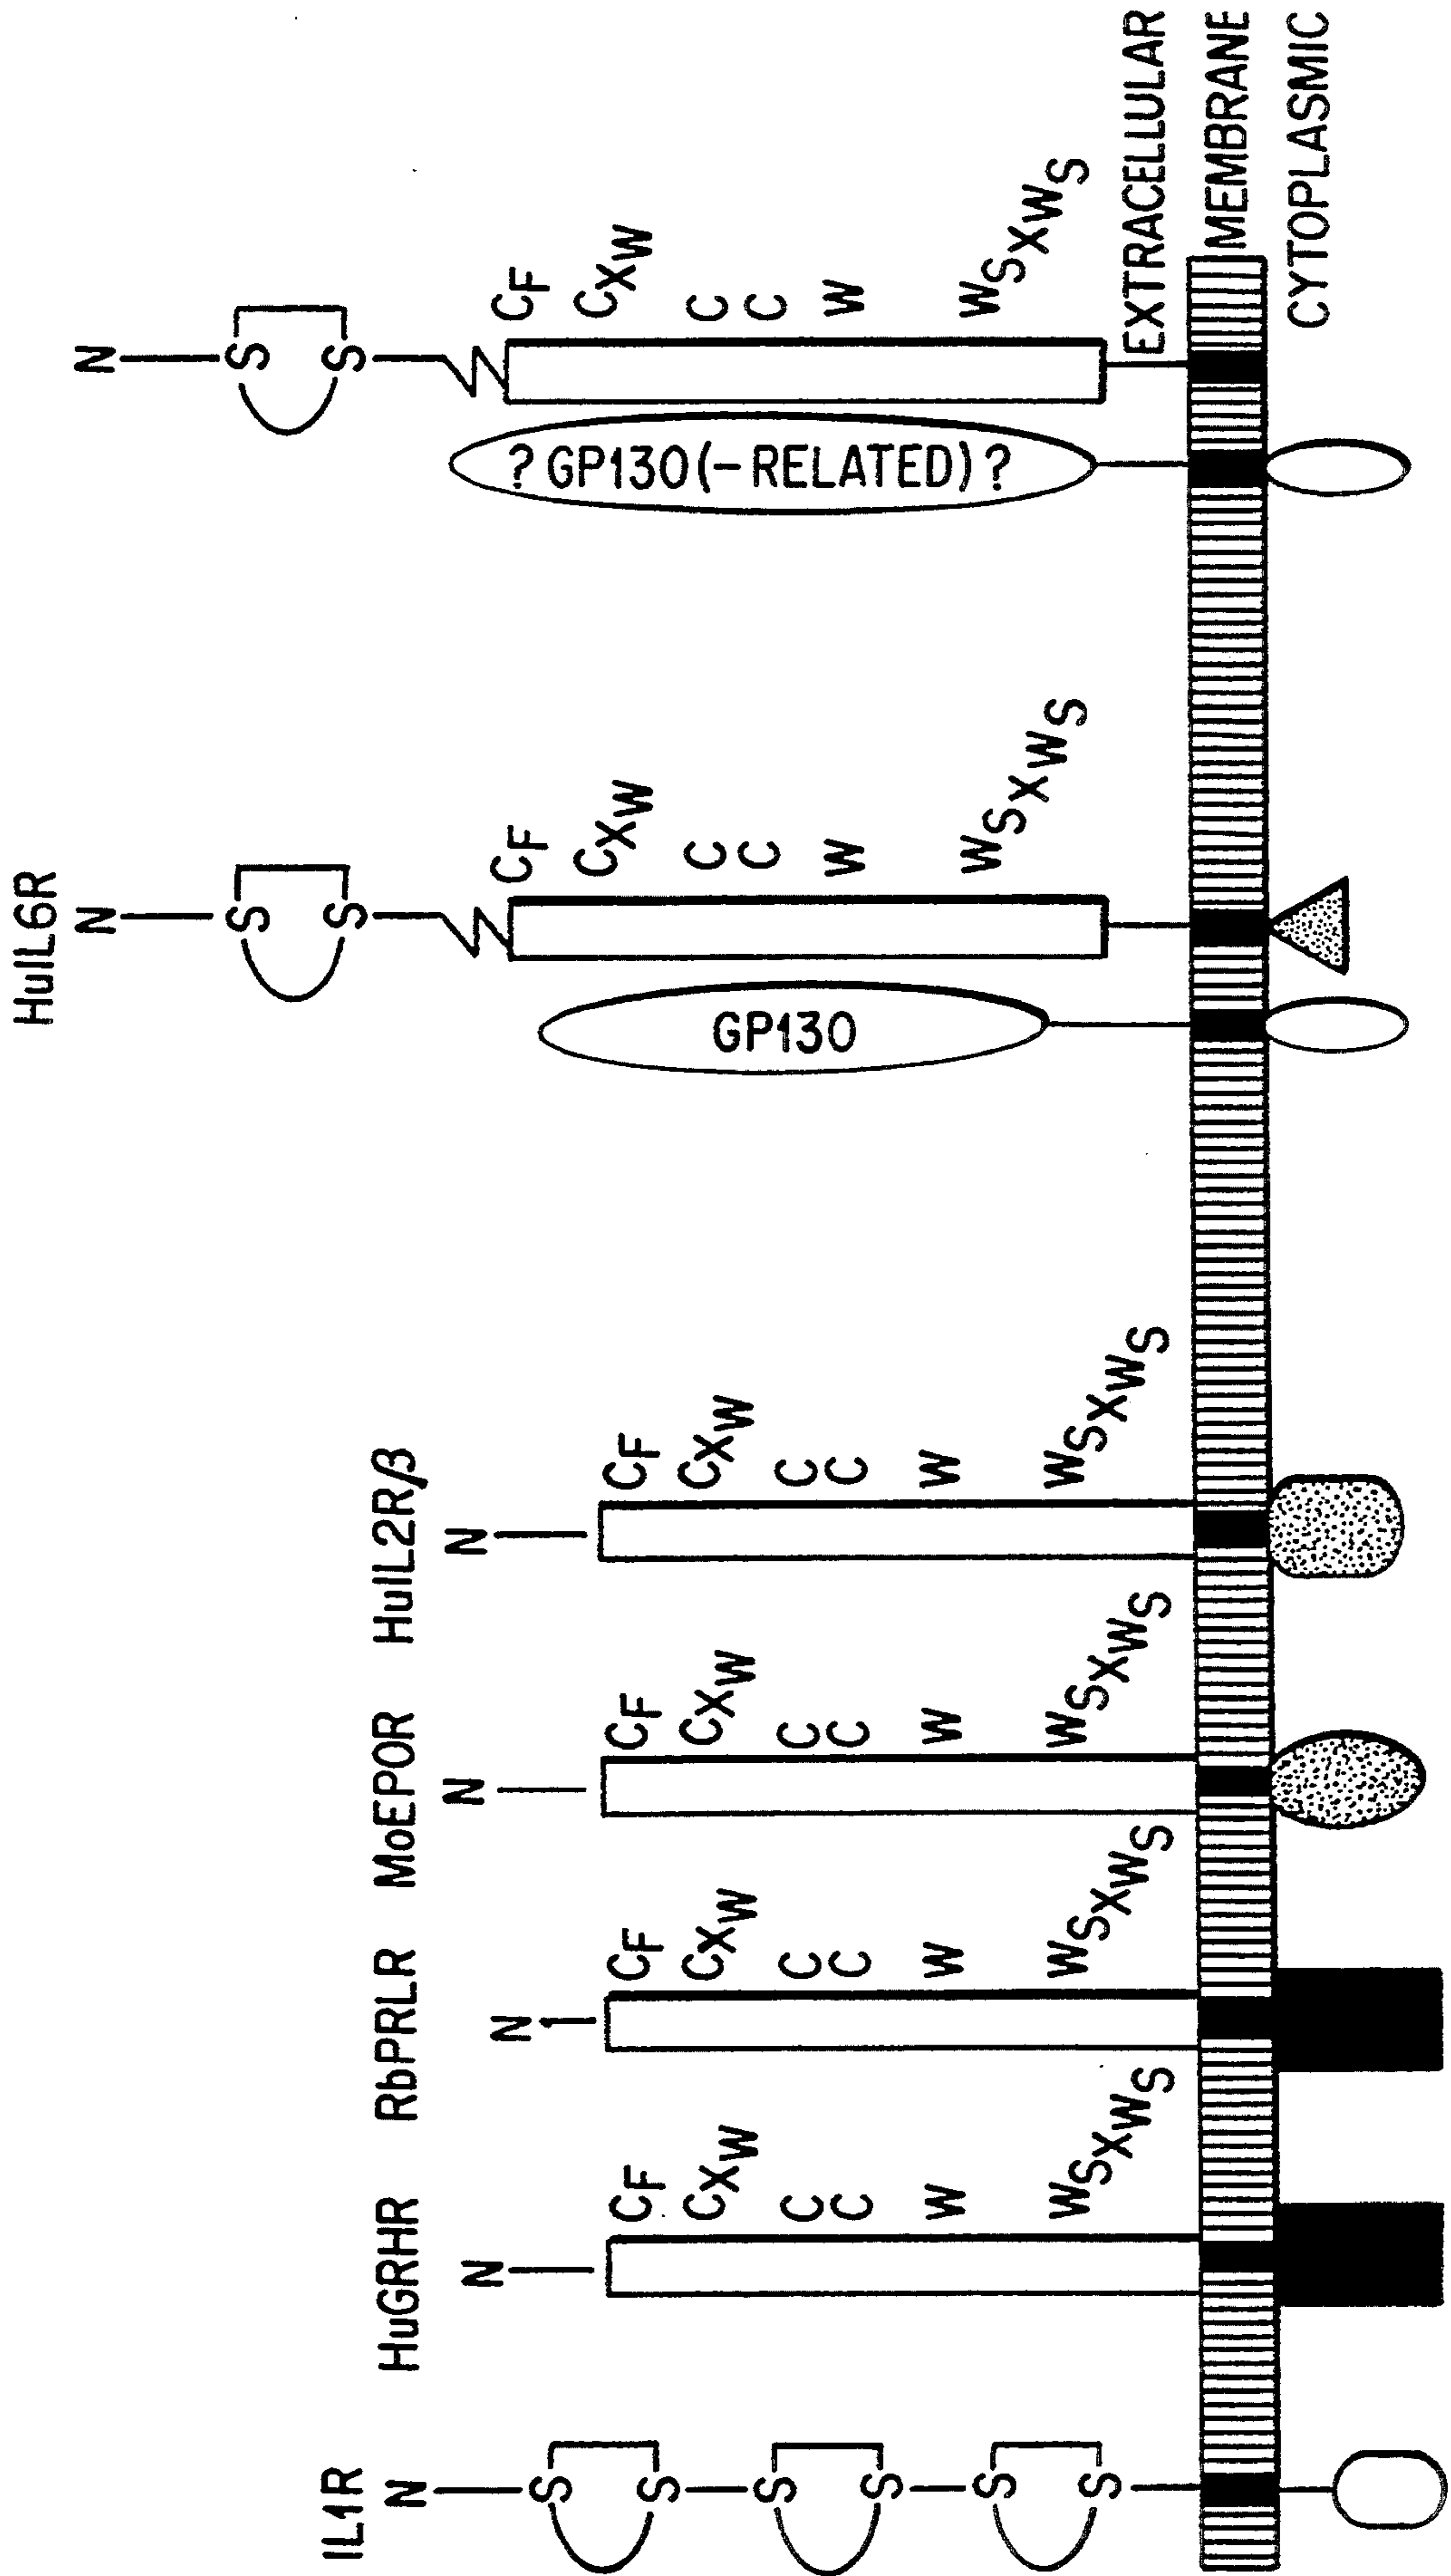 IL1R
N
S
S
S
S
S
S
HuGRHR
N
CF
CXW
C
C
W
WSXWS
RbPRLR
N
CF
CXW
C
C
W
WSXWS
MoEPOR
N
CF
CXW
C
C
W
WSXWS
HuIL2Rβ
N
CF
CXW
C
C
W
WSXWS
HuIL6R
N
S
S
GP130
CF
CXW
C
C
W
WSXWS
N
S
S
? GP130 (-RELATED) ?
CF
CXW
C
C
W
WSXWS
EXTRACELLULAR
MEMBRANE
CYTOPLASMIC